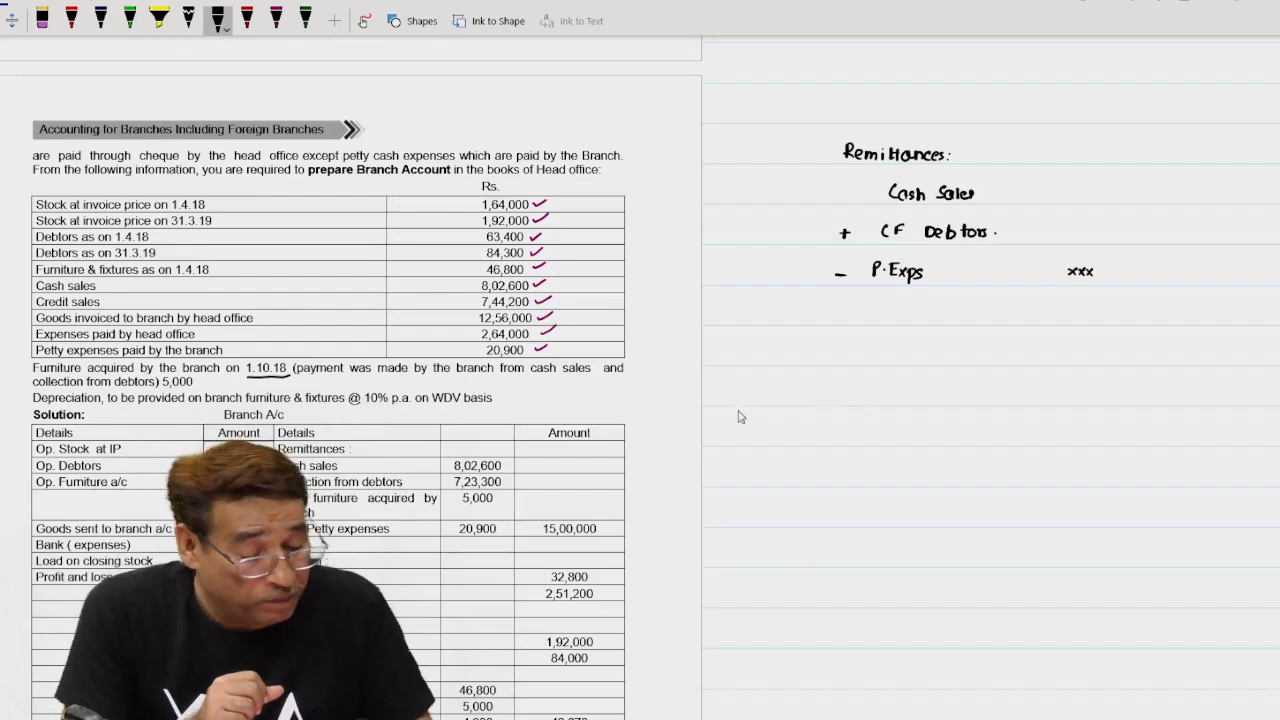 Shapes Ink to Shape Ink to Text
Accounting for Branches Including Foreign Branches
are paid through cheque by the head office except petty cash expenses which are paid by the Branch.
From the following information, you are required to prepare Branch Account in the books of Head office:
Rs.
Stock at invoice price on 1.4.18 1,64,000
Stock at invoice price on 31.3.19 1,92,000
Debtors as on 1.4.18 63,400
Debtors as on 31.3.19 84,300
Furniture & fixtures as on 1.4.18 46,800
Cash sales 8,02,600
Credit sales 7,44,200
Goods invoiced to branch by head office 12,56,000
Expenses paid by head office 2,64,000
Petty expenses paid by the branch 20,900
Furniture acquired by the branch on 1.10.18 (payment was made by the branch from cash sales and
collection from debtors) 5,000
Depreciation, to be provided on branch furniture & fixtures @ 10% p.a. on WDV basis
Solution: Branch A/c
Details Amount Details Amount
Op. Stock at IP Remittances :
Op. Debtors sales 8,02,600
Op. Furniture a/c from debtors 7,23,300
furniture acquired by 5,000
Goods sent to branch a/c Petty expenses 20,900 15,00,000
Bank ( expenses)
Load on closing stock
Profit and 32,800
2,51,200
1,92,000
84,000
46,800
5,000
Remittances:
Cash Sales
+ CF Debtors.
- P.Exps xxx